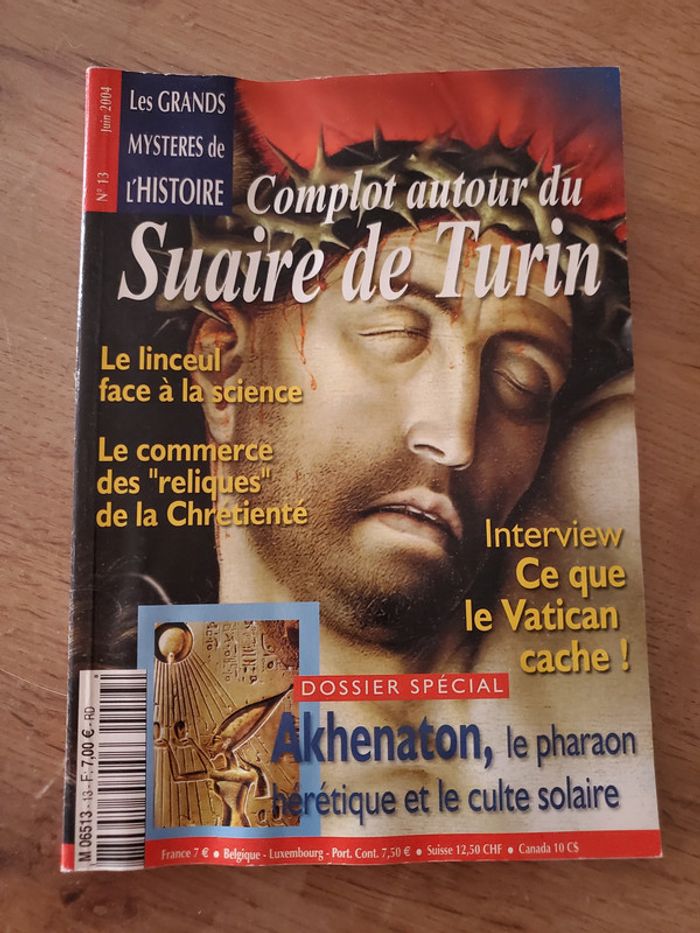 N° 13 Juin 2004
Les GRANDS
MYSTERES de
L'HISTOIRE
Complot autour du
Suaire de Turin
Le linceul
face à la science
Le commerce
des "reliques"
de la Chrétienté
Interview
Ce que
le Vatican
cache !
DOSSIER SPÉCIAL
Akhenaton, le pharaon
hérétique et le culte solaire
M 06513 - 13 - F: 7,00 € - RD
France 7 € ● Belgique - Luxembourg - Port. Cont. 7,50 € ● Suisse 12,50 CHF ● Canada 10 C$